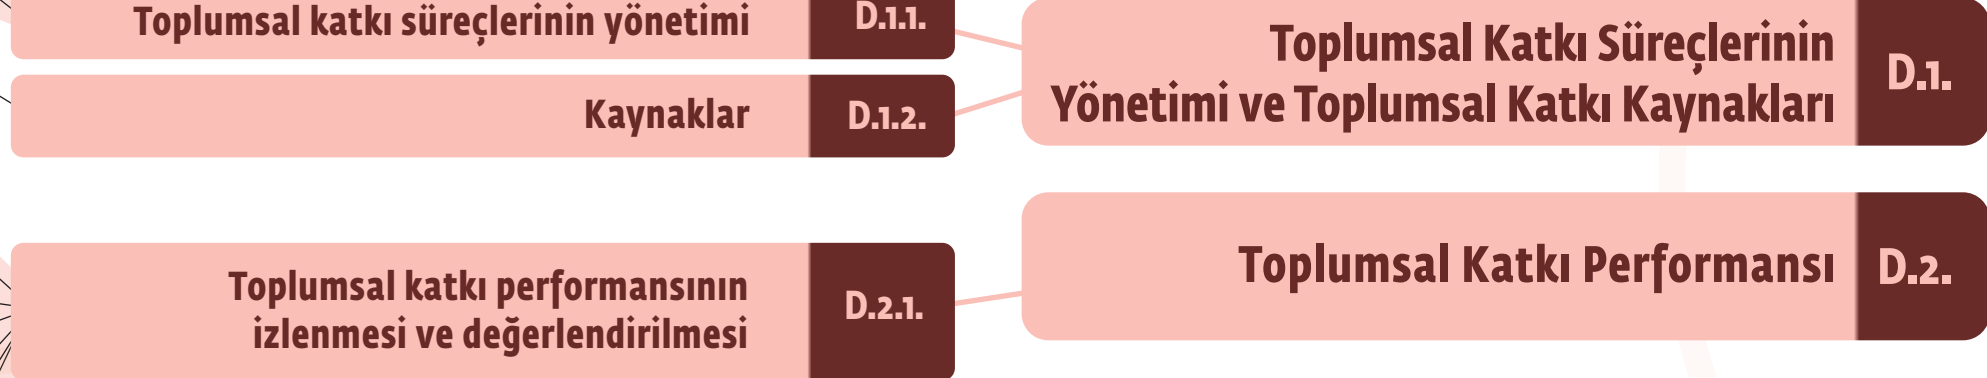 Toplumsal katkı süreçlerinin yönetimi D.1.1.
Kaynaklar D.1.2.
Toplumsal Katkı Süreçlerinin
Yönetimi ve Toplumsal Katkı Kaynakları D.1.
Toplumsal katkı performansının
izlenmesi ve değerlendirilmesi D.2.1.
Toplumsal Katkı Performansı D.2.